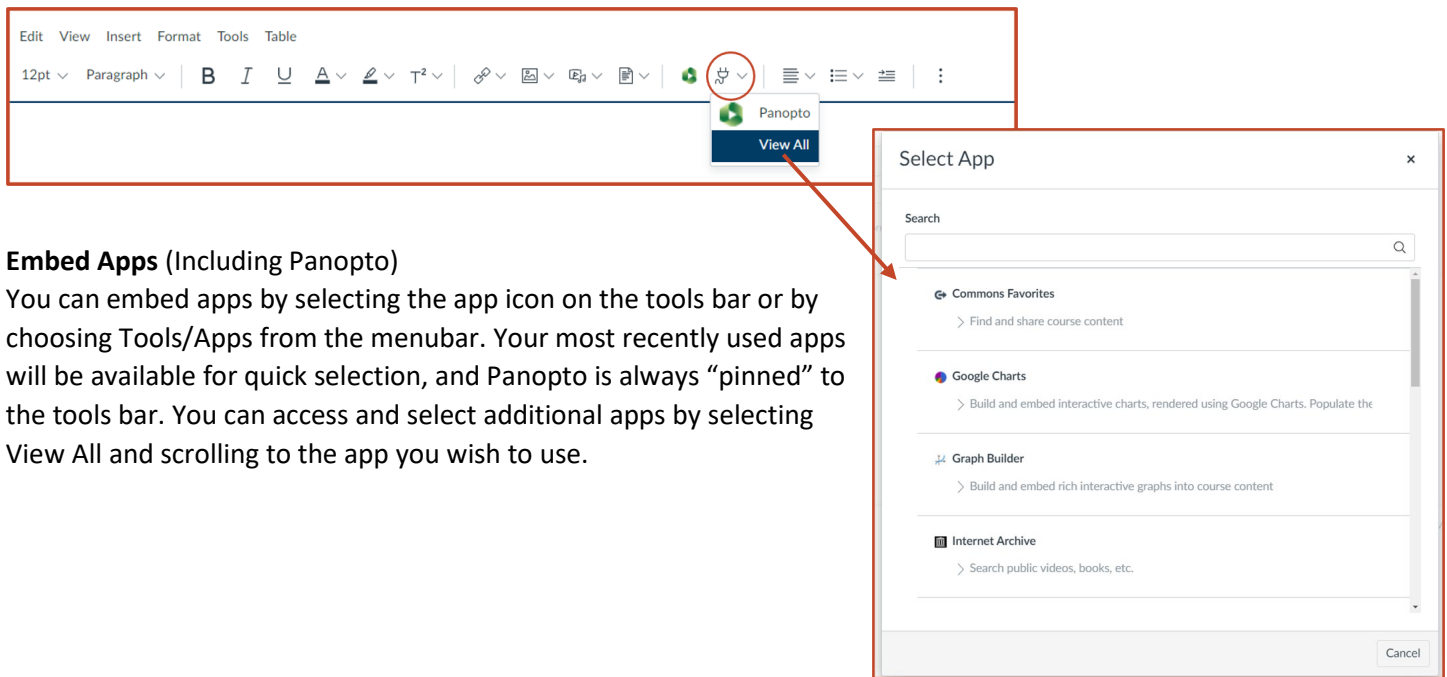 Edit View Insert Format Tools Table
12pt Paragraph B I U A T²
Panopto
View All
Select App ×
Search
Commons Favorites
> Find and share course content
Google Charts
> Build and embed interactive charts, rendered using Google Charts. Populate the
Graph Builder
> Build and embed rich interactive graphs into course content
Internet Archive
> Search public videos, books, etc.
Cancel
Embed Apps (Including Panopto)
You can embed apps by selecting the app icon on the tools bar or by
choosing Tools/Apps from the menubar. Your most recently used apps
will be available for quick selection, and Panopto is always “pinned” to
the tools bar. You can access and select additional apps by selecting
View All and scrolling to the app you wish to use.